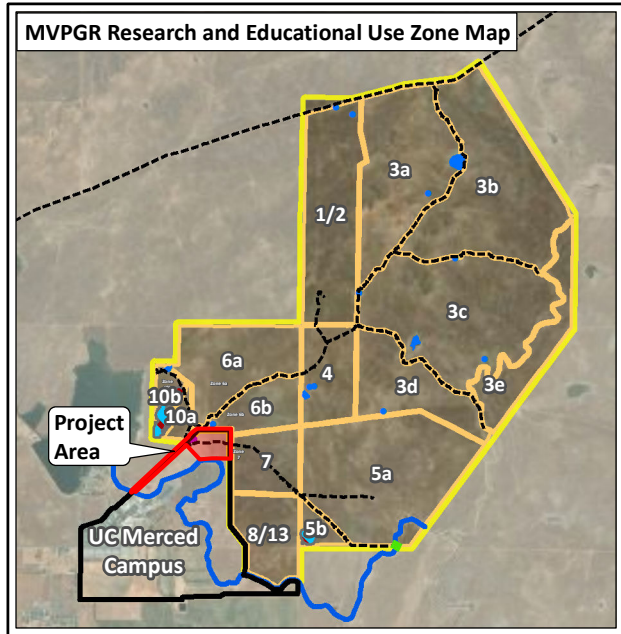 MVPGR Research and Educational Use Zone Map
3a
3b
1/2
3c
6a
4
3d
3e
10b
10a
6b
Project
Area
7
5a
UC Merced
Campus
8/13
5b